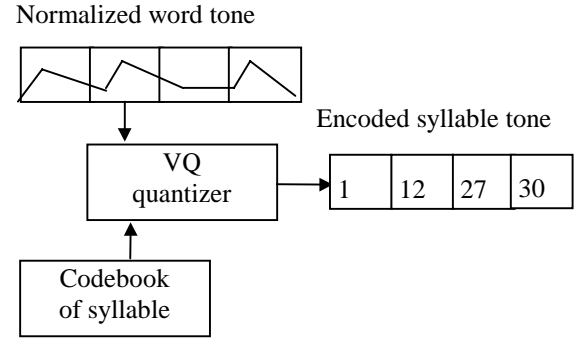 Normalized word tone
Encoded syllable tone
VQ
quantizer
1 12 27 30
Codebook
of syllable